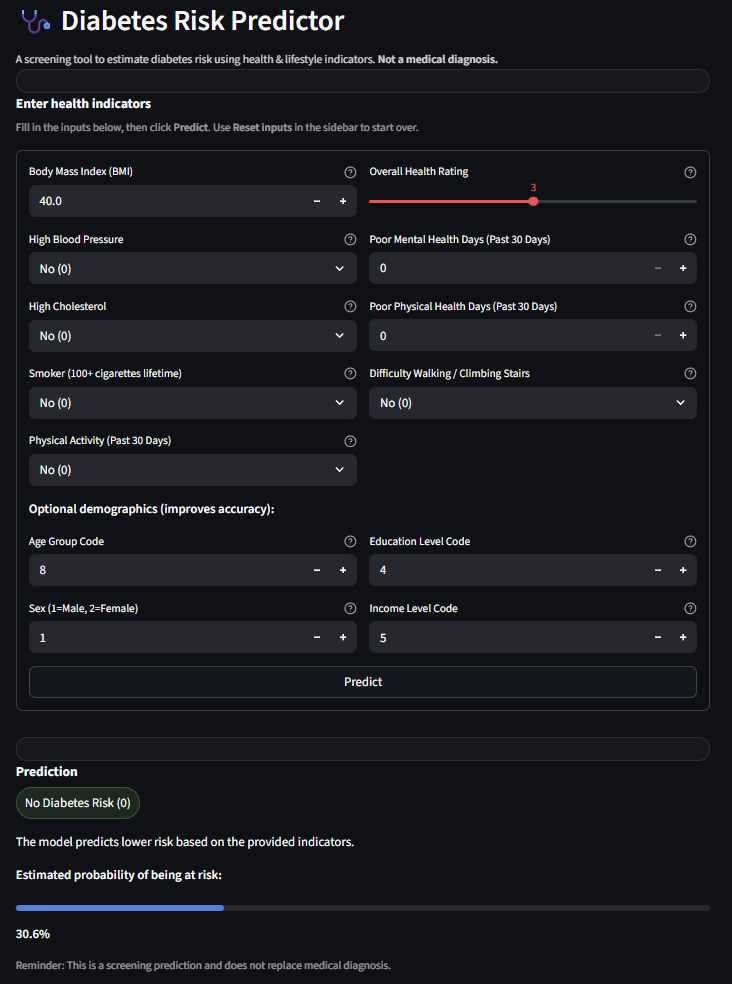 Diabetes Risk Predictor
A screening tool to estimate diabetes risk using health & lifestyle indicators. Not a medical diagnosis.
Enter health indicators
Fill in the inputs below, then click Predict. Use Reset inputs in the sidebar to start over.
Body Mass Index (BMI)
40.0
Overall Health Rating
3
High Blood Pressure
No (0)
Poor Mental Health Days (Past 30 Days)
0
High Cholesterol
No (0)
Poor Physical Health Days (Past 30 Days)
0
Smoker (100+ cigarettes lifetime)
No (0)
Difficulty Walking / Climbing Stairs
No (0)
Physical Activity (Past 30 Days)
No (0)
Optional demographics (improves accuracy):
Age Group Code
8
Education Level Code
4
Sex (1=Male, 2=Female)
1
Income Level Code
5
Predict
Prediction
No Diabetes Risk (0)
The model predicts lower risk based on the provided indicators.
Estimated probability of being at risk:
30.6%
Reminder: This is a screening prediction and does not replace medical diagnosis.